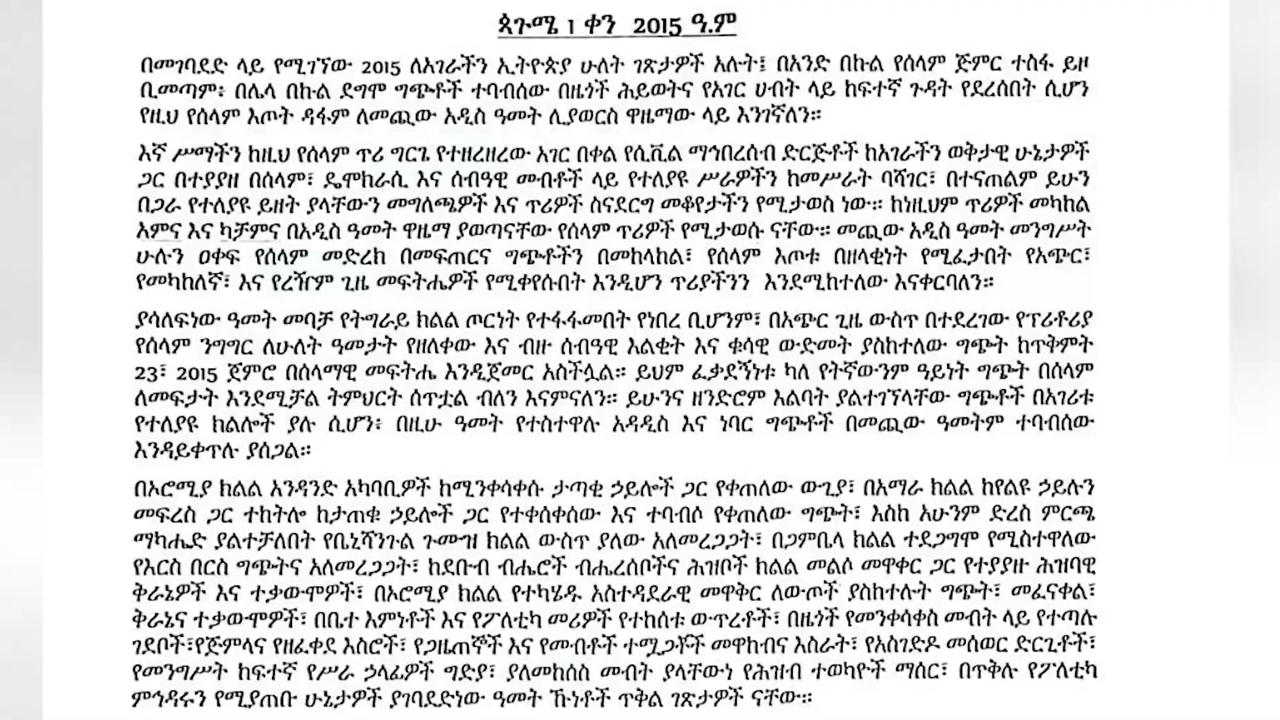 ጳጉሜ 1 ቀን 2015 ዓ.ም
በመገባደድ ላይ የሚገኘው 2015 ለአገራችን ኢትዮጵያ ሁለት ገጽታዎች አሉት፤ በአንድ በኩል የሰላም ጅምር ተስፋ ይዞ
ቢመጣም፡ በሌላ በኩል ደግሞ ግጭቶች ተባብሰው በዜጎች ሕይወትና የአገር ሀብት ላይ ከፍተኛ ጉዳት የደረሰበት ሲሆን
የዚህ የሰላም እጦት ዳፋም ለመጪው አዲስ ዓመት ሊያወርስ ዋዜማው ላይ እንገኛለን።
እኛ ሥማችን ከዚህ የሰላም ጥሪ ግርጌ የተዘረዘረው አገር በቀል የሲቪል ማኅበረሰብ ድርጅቶች ከአገራችን ወቅታዊ ሁኔታዎች
ጋር በተያያዘ በሰላም፣ ዴሞክራሲ እና ሰብዓዊ መብቶች ላይ የተለያዩ ሥራዎችን ከመሥራት ባሻገር፣ በተናጠልም ይሁን
በጋራ የተለያዩ ይዘት ያላቸውን መግለጫዎች እና ጥሪዎች ስናደርግ መቆየታችን የሚታወስ ነው። ከነዚህም ጥሪዎች መካከል
እምና እና ካቻምና በአዲስ ዓመት ዋዜማ ያወጣናቸው የሰላም ጥሪዎች የሚታወሱ ናቸው። መጪው አዲስ ዓመት መንግሥት
ሁሉን ዐቀፍ የሰላም መድረክ በመፍጠርና ግጭቶችን በመከላከል፣ የሰላም እጦቱ በዘላቂነት የሚፈታበት የአጭር፣
የመካከለኛ፣ እና የረዥም ጊዜ መፍትሔዎች የሚቀየሱበት እንዲሆን ጥሪያችንን እንደሚከተለው እናቀርባለን።
ያሳለፍነው ዓመት መባቻ የትግራይ ክልል ጦርነት የተፋፋመበት የነበረ ቢሆንም፣ በአጭር ጊዜ ውስጥ በተደረገው የፕሪቶሪያ
የሰላም ንግግር ለሁለት ዓመታት የዘለቀው እና ብዙ ሰብዓዊ እልቂት እና ቁሳዊ ውድመት ያስከተለው ግጭት ከጥቅምት
23፣ 2015 ጀምሮ በሰላማዊ መፍትሔ እንዲጀመር አስችሏል። ይህም ፈቃደኝነቱ ካለ የትኛውንም ዓይነት ግጭት በሰላም
ለመፍታት እንደሚቻል ትምህርት ሰጥቷል ብለን እናምናለን። ይሁንና ዘንድሮም እልባት ያልተገኘላቸው ግጭቶች በአገሪቱ
የተለያዩ ክልሎች ያሉ ሲሆን፡ በዚሁ ዓመት የተስተዋሉ አዳዲስ እና ነባር ግጭቶች በመጪው ዓመትም ተባብሰው
እንዳይቀጥሉ ያሰጋል።
በኦሮሚያ ክልል አንዳንድ አካባቢዎች ከሚንቀሳቀሱ ታጣቂ ኃይሎች ጋር የቀጠለው ውጊያ፣ በአማራ ክልል ከየልዩ ኃይሉን
መፍረስ ጋር ተከትሎ ከታጠቁ ኃይሎች ጋር የተቀሰቀሰው እና ተባብሶ የቀጠለው ግጭት፣ እስከ አሁንም ድረስ ምርጫ
ማካሔድ ያልተቻለበት የቤኒሻንጉል ጉሙዝ ክልል ውስጥ ያለው አለመረጋጋት፣ በጋምቤላ ክልል ተደጋግሞ የሚስተዋለው
የእርስ በርስ ግጭትና አለመረጋጋት፣ ከደቡብ ብሔሮች ብሔረሰቦችና ሕዝቦች ክልል መልሶ መዋቀር ጋር የተያያዙ ሕዝባዊ
ቅራኔዎች እና ተቃውሞዎች፣ በኦሮሚያ ክልል የተካሄዱ አስተዳደራዊ መዋቅር ለውጦች ያስከተሉት ግጭት፣ መፈናቀል፣
ቅራኔና ተቃውሞዎች፣ በቤተ እምነቶች እና የፖለቲካ መሪዎች የተከሰቱ ውጥረቶች፣ በዜጎች የመንቀሳቀስ መብት ላይ የተጣሉ
ገደቦች፣የጅምላና የዘፈቀደ እስሮች፣ የጋዜጠኞች እና የመብቶች ተሟጋቾች መዋከብና እስራት፣ የአስገድዶ መሰወር ድርጊቶች፣
የመንግሥት ከፍተኛ የሥራ ኃላፊዎች ግድያ፣ ያለመከሰስ መብት ያላቸውነ የሕዝብ ተወካዮች ማሰር፣ በጥቅሉ የፖለቲካ
ምኅዳሩን የሚያጠቡ ሁኔታዎች ያገባደድነው ዓመት ኹነቶች ጥቅል ገጽታዎች ናቸው።